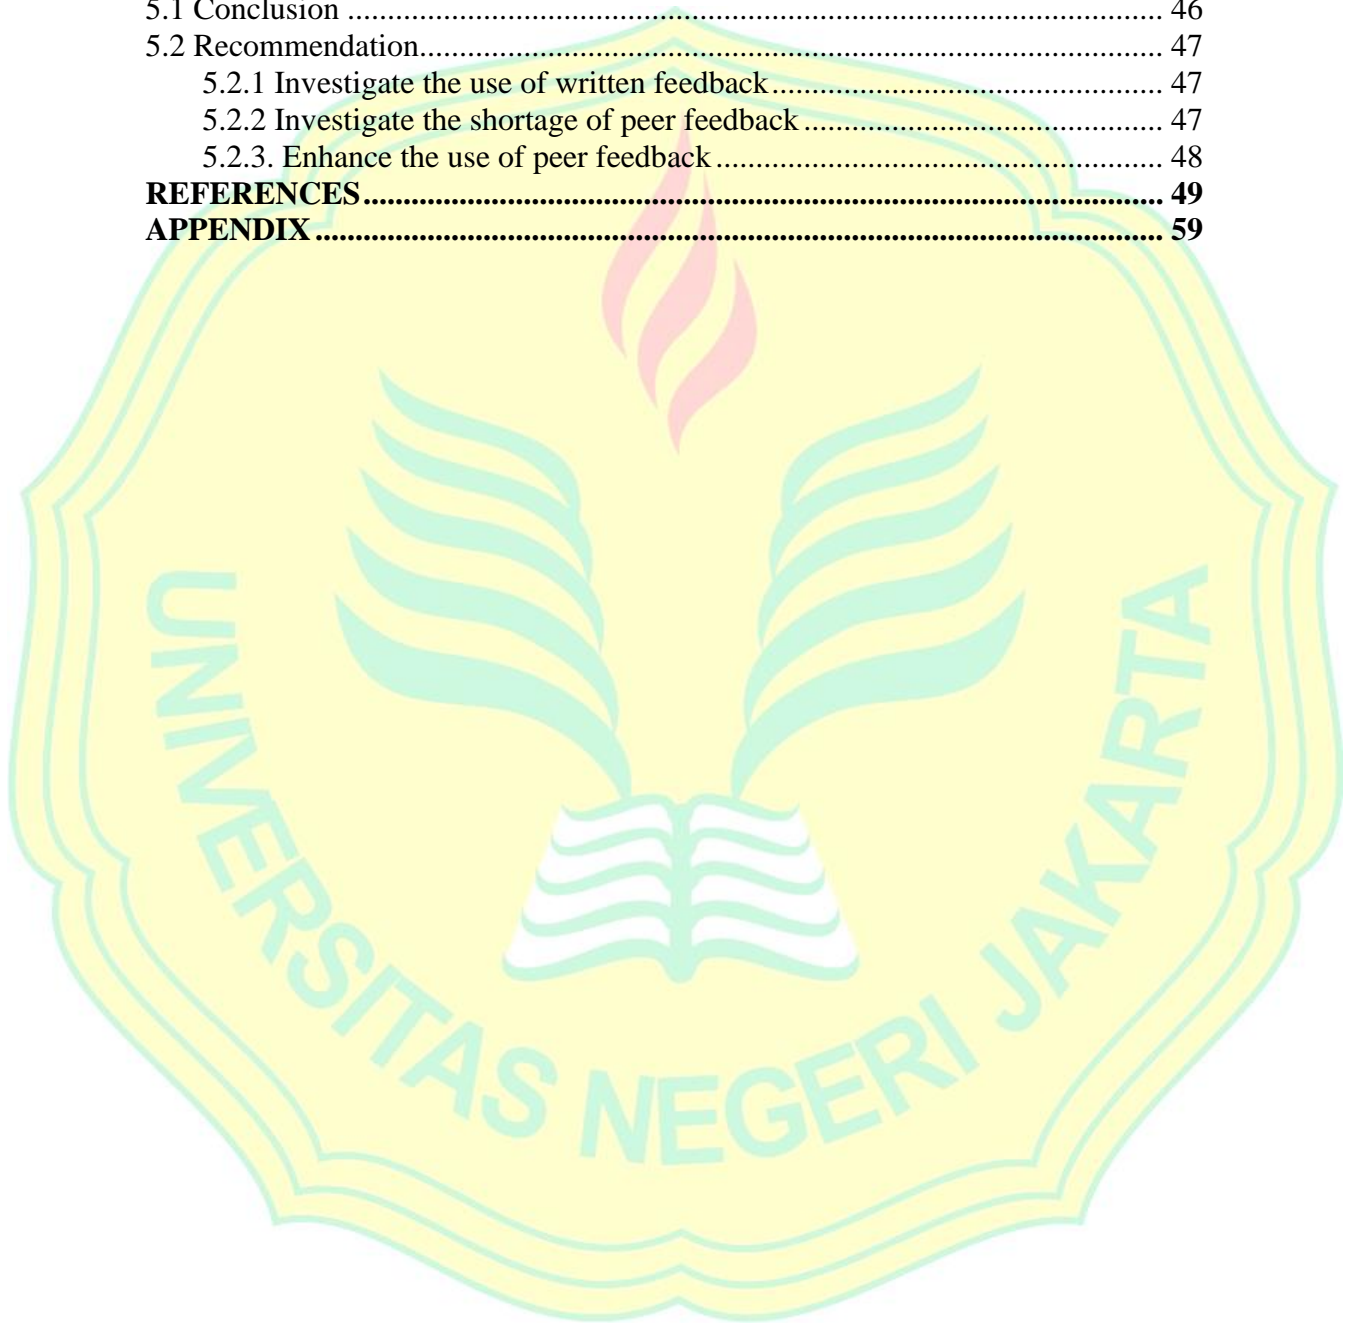 5.1 Conclusion ........................................................................................................ 46
5.2 Recommendation.............................................................................................. 47
5.2.1 Investigate the use of written feedback.................................................. 47
5.2.2 Investigate the shortage of peer feedback .............................................. 47
5.2.3. Enhance the use of peer feedback ......................................................... 48
REFERENCES..................................................................................................... 49
APPENDIX ........................................................................................................... 59
UNIVERSITAS NEGERI JAKARTA